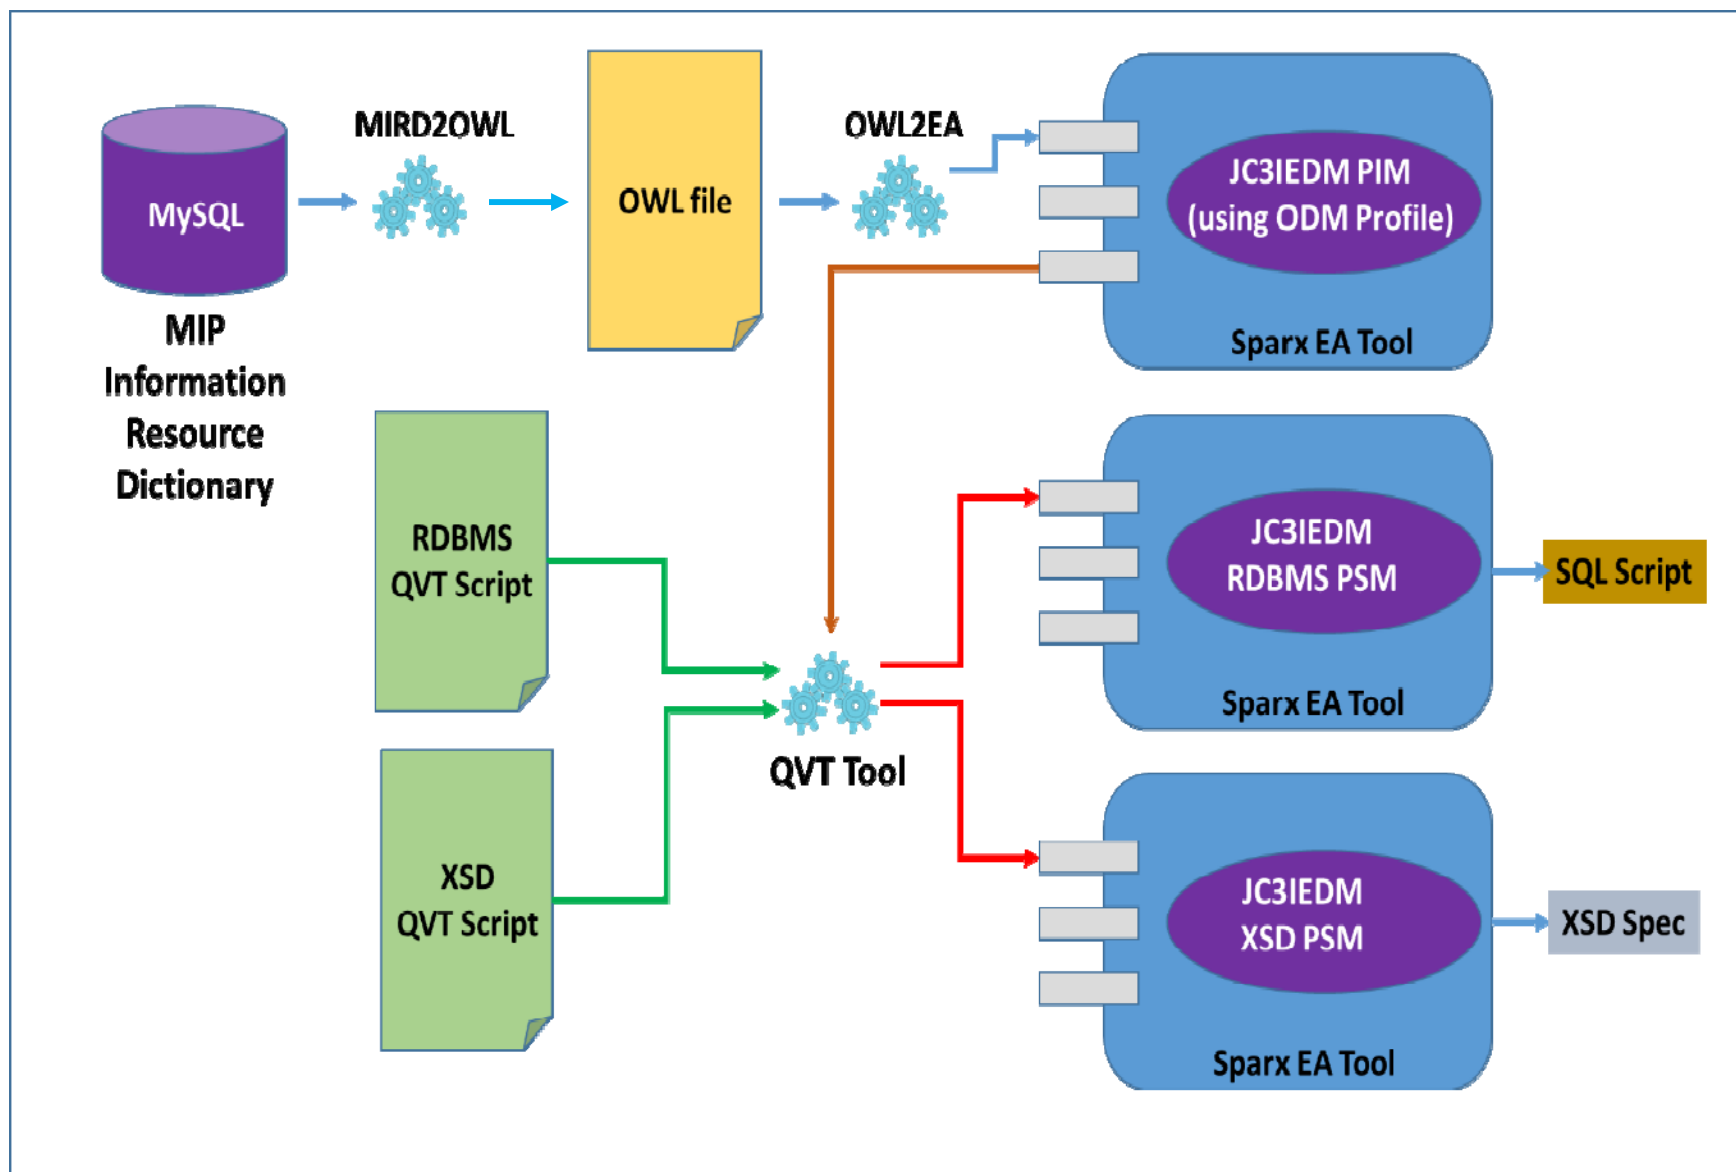 MySQL
MIP
Information
Resource
Dictionary
MIRD2OWL
OWL file
OWL2EA
JC3IEDM PIM
(using ODM Profile)
Sparx EA Tool
RDBMS
QVT Script
XSD
QVT Script
QVT Tool
JC3IEDM
RDBMS PSM
Sparx EA Tool
SQL Script
JC3IEDM
XSD PSM
Sparx EA Tool
XSD Spec